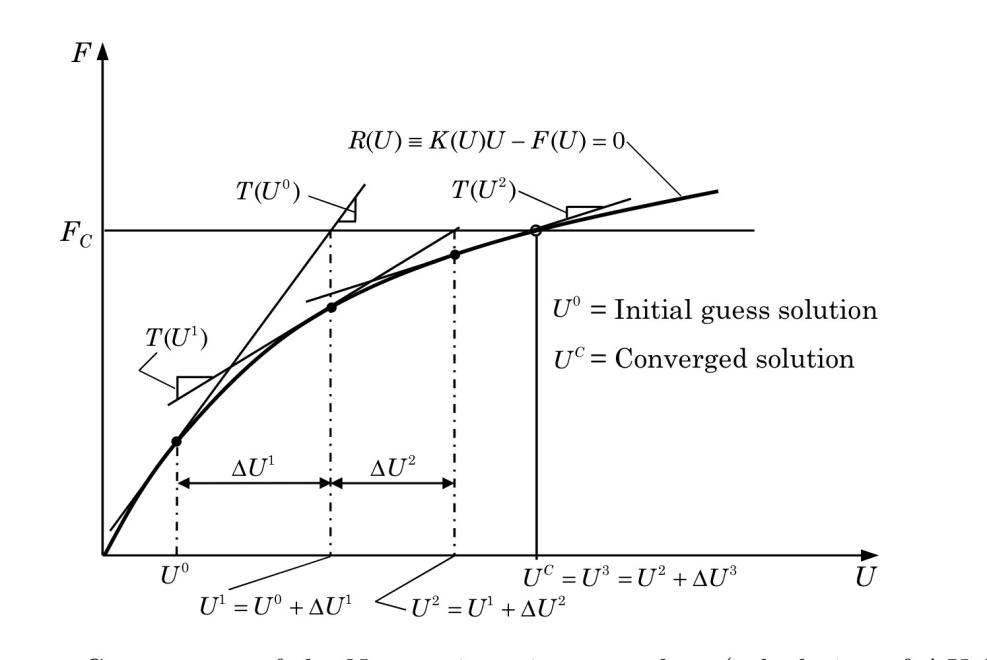 F
R(U) ≡ K(U)U − F(U) = 0
T(U⁰)
T(U²)
F_C
U⁰ = Initial guess solution
T(U¹)
U^C = Converged solution
ΔU¹
ΔU²
U⁰
U^C = U³ = U² + ΔU³
U
U¹ = U⁰ + ΔU¹
U² = U¹ + ΔU²